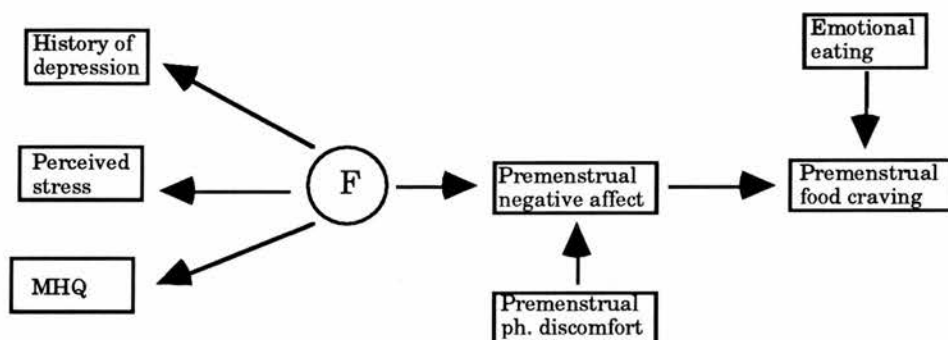 History of
depression
Perceived
stress
MHQ
F
Premenstrual
negative affect
Premenstrual
ph. discomfort
Emotional
eating
Premenstrual
food craving